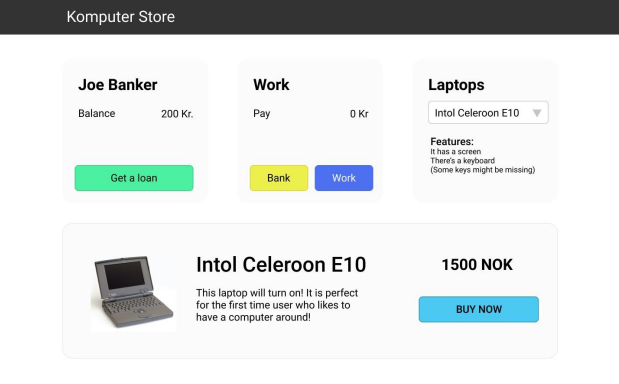 Komputer Store
Joe Banker
Balance 200 Kr.
Get a loan
Work
Pay 0 Kr
Bank Work
Laptops
Intol Celeroon E10
Features:
It has a screen
There's a keyboard
(Some keys might be missing)
Intol Celeroon E10
This laptop will turn on! It is perfect
for the first time user who likes to
have a computer around!
1500 NOK
BUY NOW